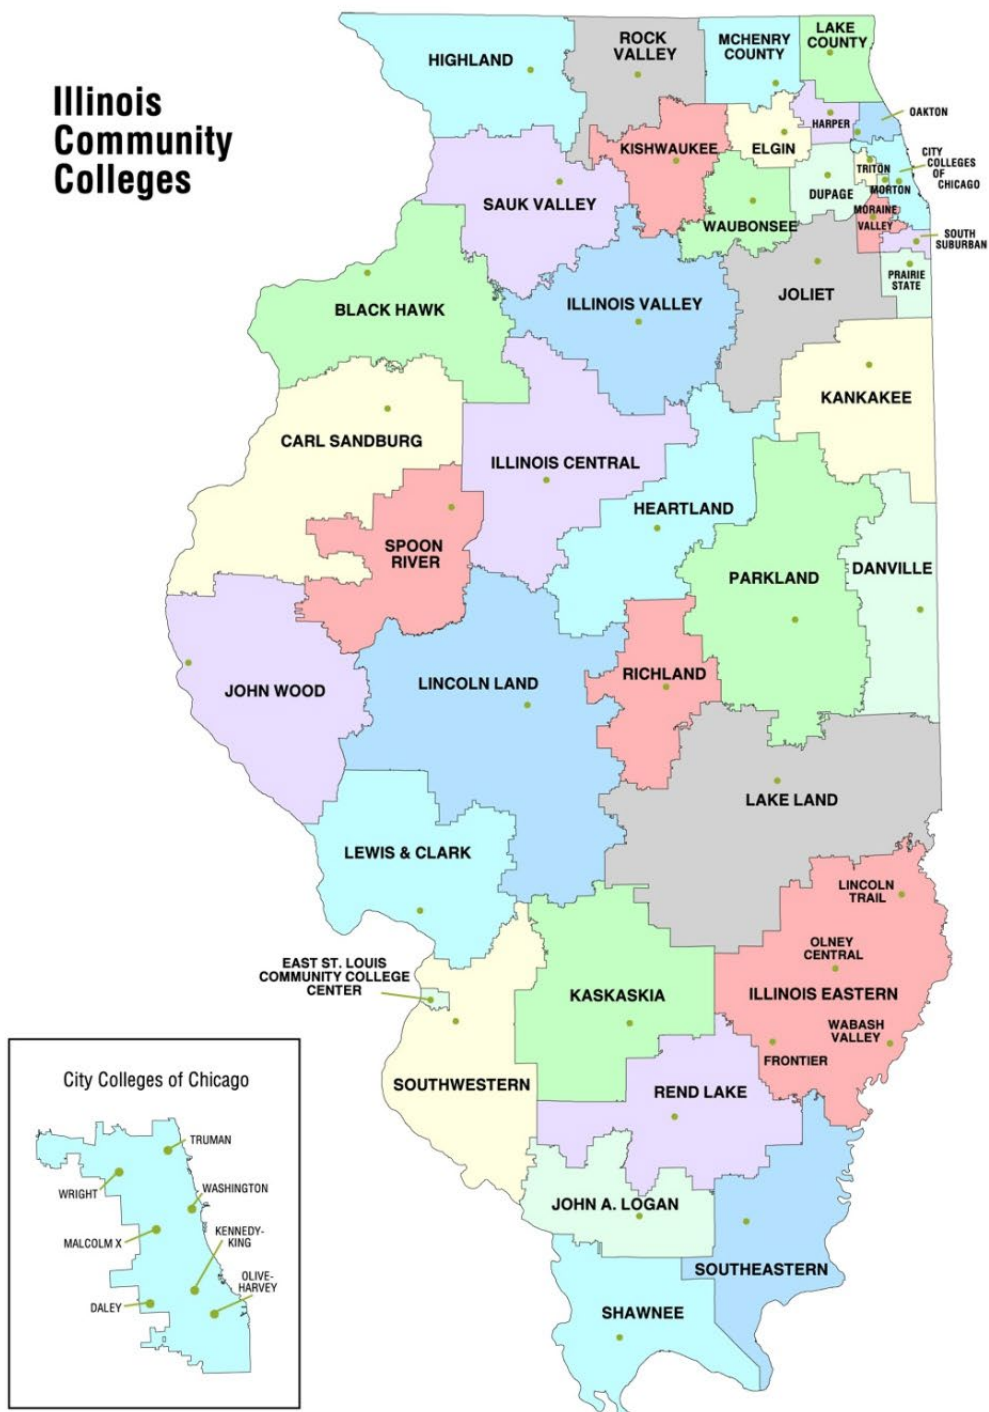 Illinois
Community
Colleges
HIGHLAND
ROCK
VALLEY
MCHENRY
COUNTY
LAKE
COUNTY
OAKTON
HARPER
KISHWAUKEE
ELGIN
CITY
COLLEGES
OF
CHICAGO
TRITON
MORTON
DUPAGE
SAUK VALLEY
WAUBONSEE
MORAINE
VALLEY
SOUTH
SUBURBAN
PRAIRIE
STATE
BLACK HAWK
ILLINOIS VALLEY
JOLIET
KANKAKEE
CARL SANDBURG
ILLINOIS CENTRAL
HEARTLAND
SPOON
RIVER
PARKLAND
DANVILLE
JOHN WOOD
LINCOLN LAND
RICHLAND
LAKE LAND
LEWIS & CLARK
LINCOLN
TRAIL
OLNEY
CENTRAL
EAST ST. LOUIS
COMMUNITY COLLEGE
CENTER
KASKASKIA
ILLINOIS EASTERN
WABASH
VALLEY
FRONTIER
SOUTHWESTERN
REND LAKE
JOHN A. LOGAN
SOUTHEASTERN
SHAWNEE
City Colleges of Chicago
TRUMAN
WRIGHT
WASHINGTON
MALCOLM X
KENNEDY-
KING
OLIVE-
HARVEY
DALEY